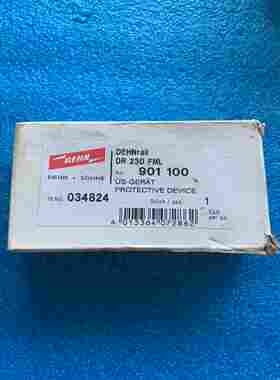 DEHN
DEHN + SÖHNE
DEHNrail
DR 230 FML
901 100
ÜS-GERÄT
PROTECTIVE DEVICE
034824
1